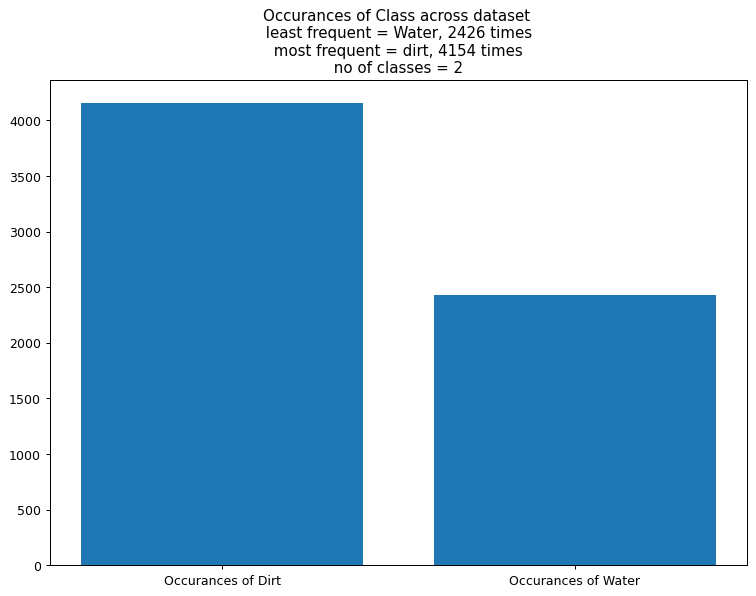 Occurances of Class across dataset
least frequent = Water, 2426 times
most frequent = dirt, 4154 times
no of classes = 2
4000
3500
3000
2500
2000
1500
1000
500
0
Occurances of Dirt
Occurances of Water